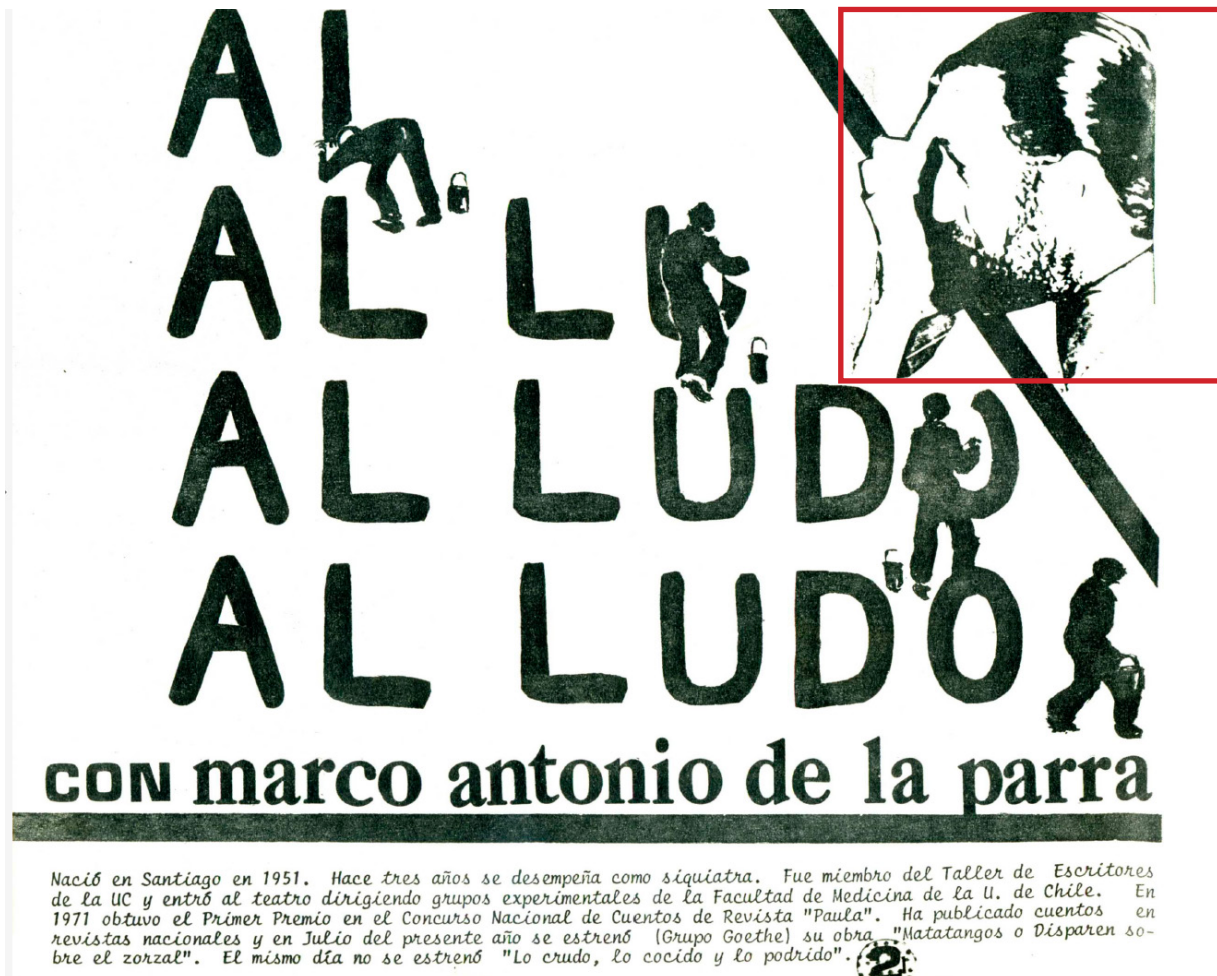 AL
AL LU
AL LUDO
AL LUDO
CON marco antonio de la parra
Nació en Santiago en 1951. Hace tres años se desempeña como siquiatra. Fue miembro del Taller de Escritores
de la UC y entró al teatro dirigiendo grupos experimentales de la Facultad de Medicina de la U. de Chile. En
1971 obtuvo el Primer Premio en el Concurso Nacional de Cuentos de Revista "Paula". Ha publicado cuentos en
revistas nacionales y en Julio del presente año se estrenó (Grupo Goethe) su obra "Matatangos o Disparen so-
bre el zorzal". El mismo día no se estrenó "Lo crudo, lo cocido y lo podrido".
2